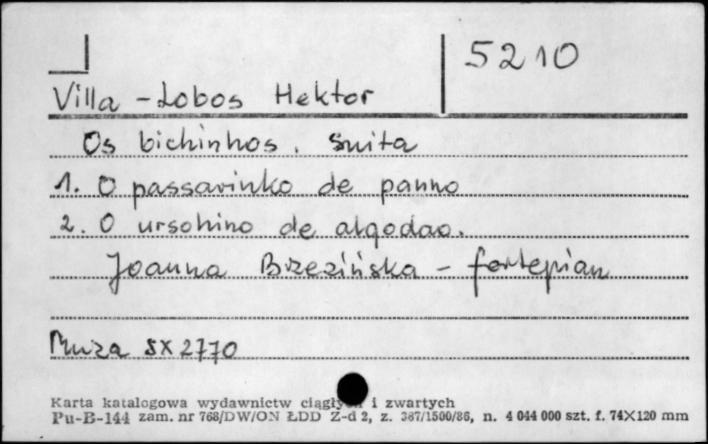 5210
Villa - Lobos Hektor
Os bichinhos. Suita
1. O passarinko de panno
2. O ursohino de algodao.
Joanna Brzezińska - fortepian
Muza SX 2770
Karta katalogowa wydawnictw ciągłych i zwartych
Pu-B-144 zam. nr 768/DW/ON ŁDD Z-d 2, z. 387/1500/86, n. 4 044 000 szt. f. 74X120 mm